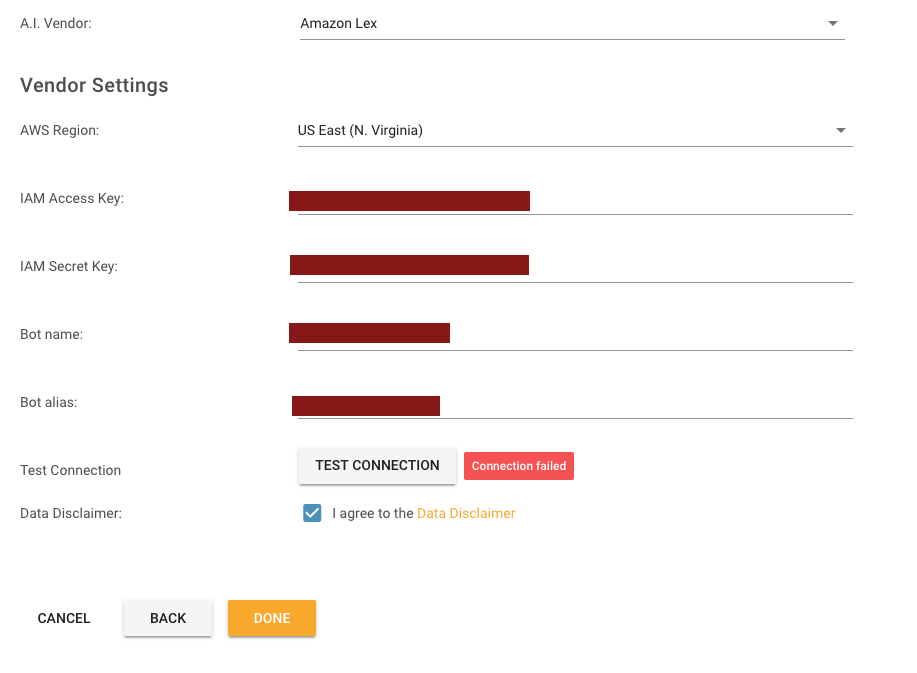 A.I. Vendor: Amazon Lex
Vendor Settings
AWS Region: US East (N. Virginia)
IAM Access Key:
IAM Secret Key:
Bot name:
Bot alias:
Test Connection TEST CONNECTION Connection failed
Data Disclaimer: I agree to the Data Disclaimer
CANCEL BACK DONE